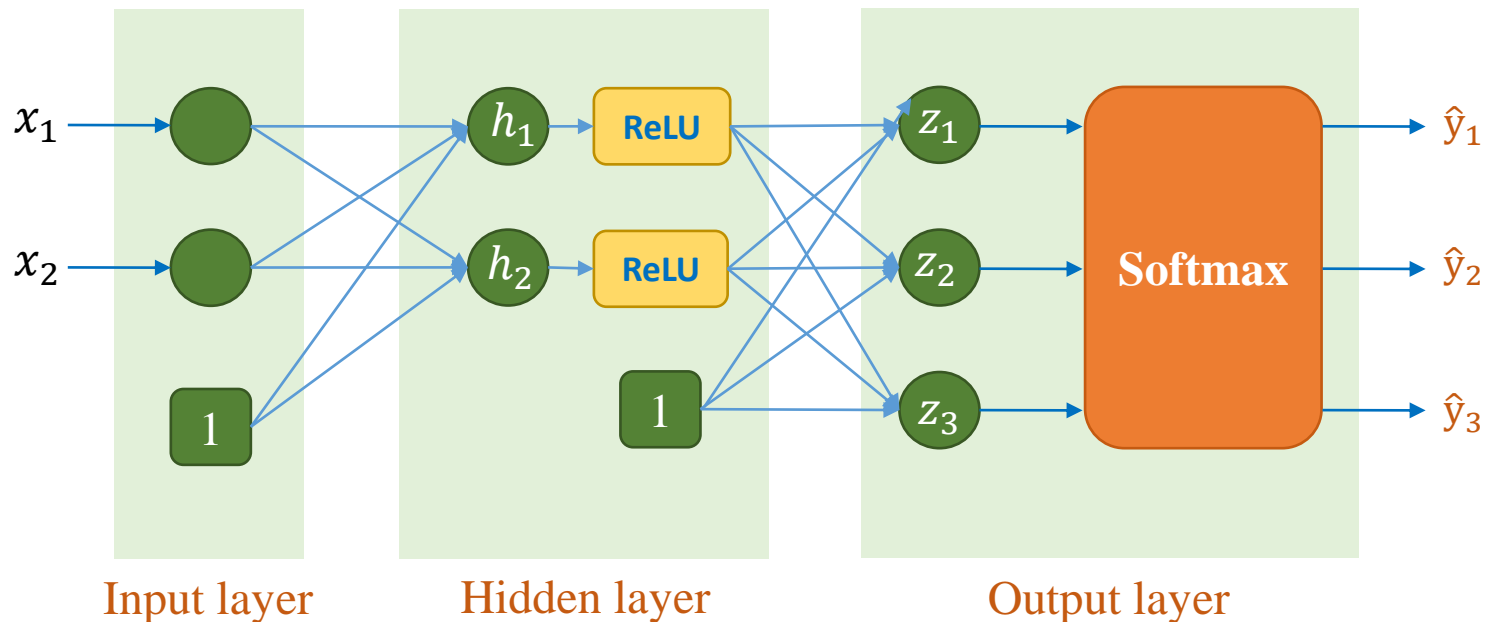 x₁ h₁ ReLU z₁ ŷ₁
x₂ h₂ ReLU z₂ Softmax ŷ₂
1 1 z₃ ŷ₃
Input layer Hidden layer Output layer